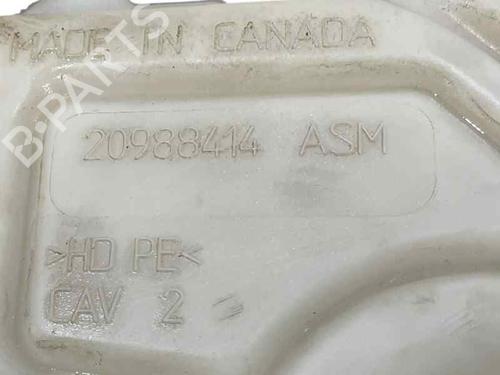 MADE IN CANADA
20988414 ASM
>HD PE<
CAV 2
B-PARTS